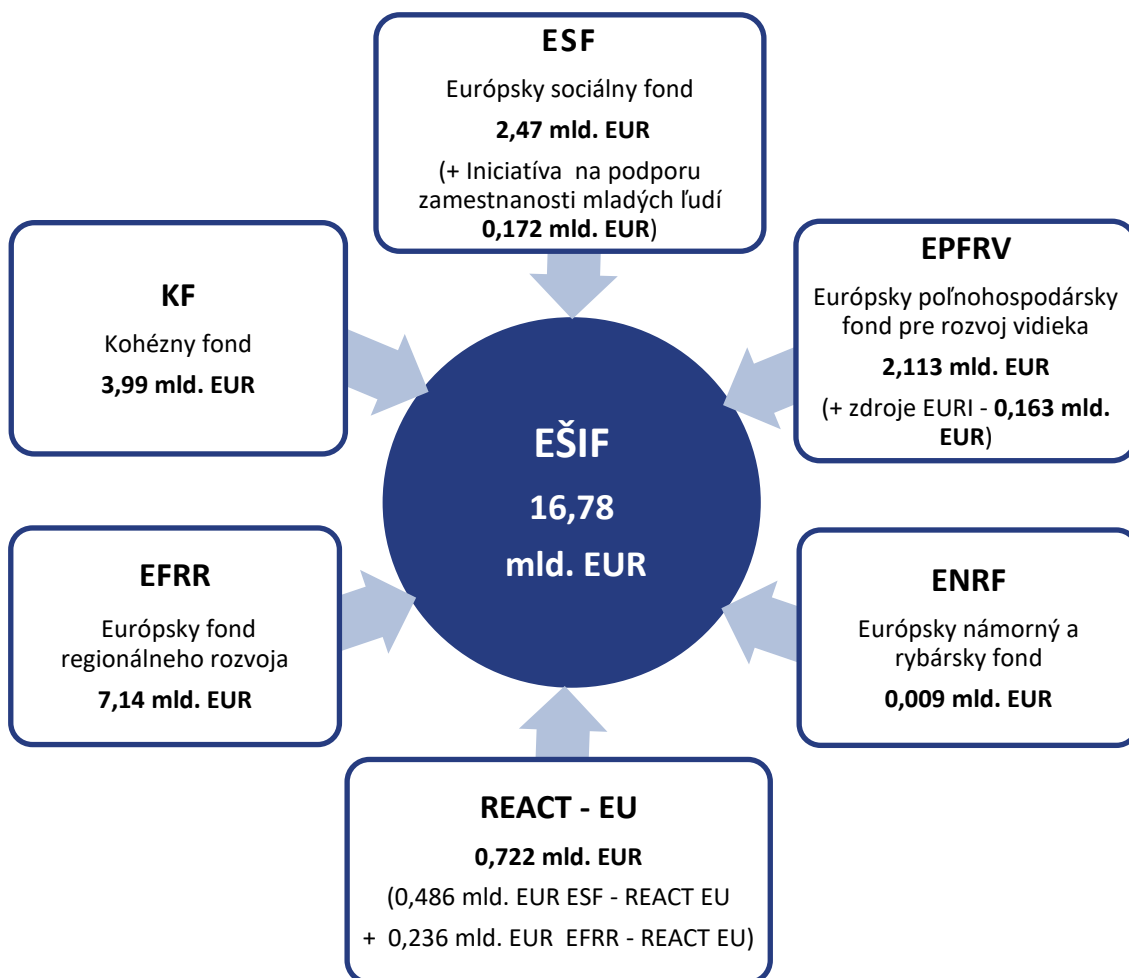 ESF
Európsky sociálny fond
2,47 mld. EUR
(+ Iniciatíva na podporu
zamestnanosti mladých ľudí
0,172 mld. EUR)
EPFRV
Európsky poľnohospodársky
fond pre rozvoj vidieka
2,113 mld. EUR
(+ zdroje EURI - 0,163 mld.
EUR)
KF
Kohézny fond
3,99 mld. EUR
EŠIF
16,78
mld. EUR
EFRR
Európsky fond
regionálneho rozvoja
7,14 mld. EUR
ENRF
Európsky námorný a
rybársky fond
0,009 mld. EUR
REACT - EU
0,722 mld. EUR
(0,486 mld. EUR ESF - REACT EU
+ 0,236 mld. EUR EFRR - REACT EU)